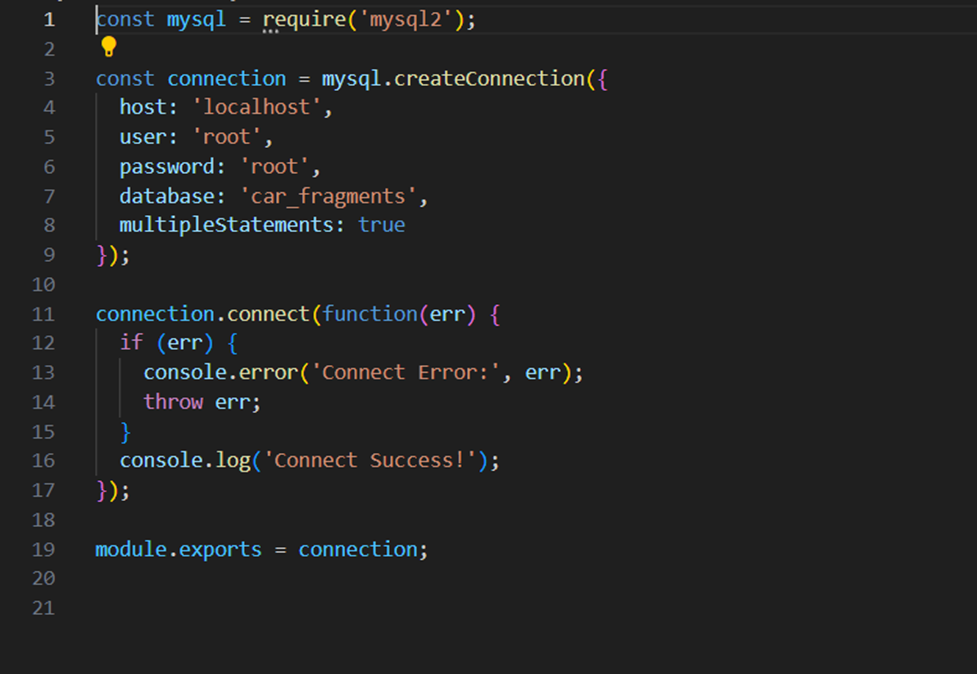 1 const mysql = require('mysql2');
2
3 const connection = mysql.createConnection({
4 host: 'localhost',
5 user: 'root',
6 password: 'root',
7 database: 'car_fragments',
8 multipleStatements: true
9 });
10
11 connection.connect(function(err) {
12 if (err) {
13 console.error('Connect Error:', err);
14 throw err;
15 }
16 console.log('Connect Success!');
17 });
18
19 module.exports = connection;
20
21